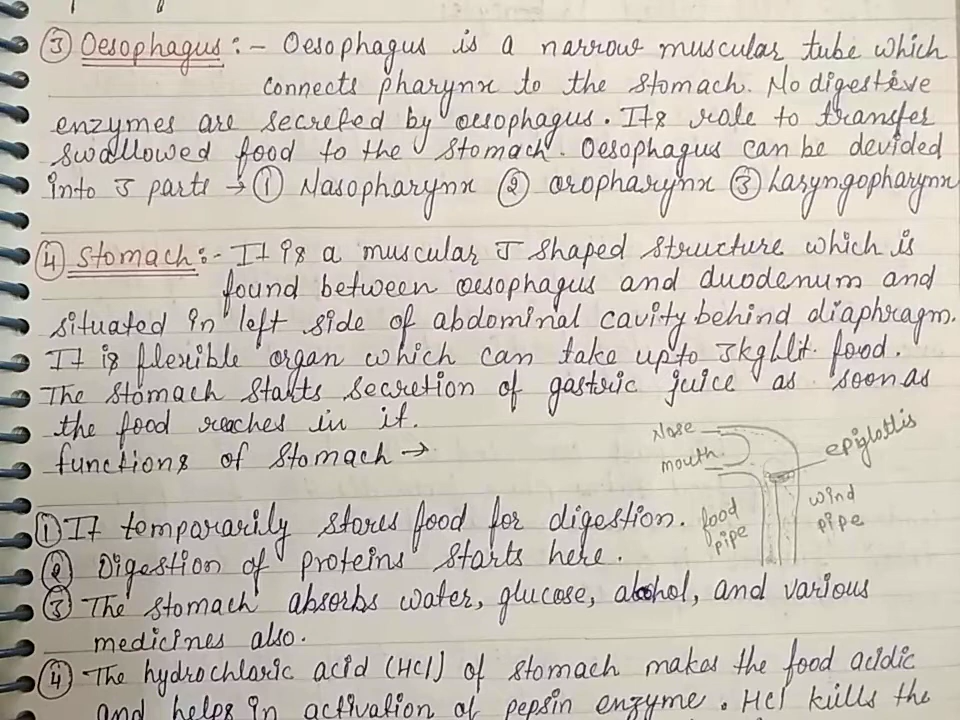 ③ Oesophagus :- Oesophagus is a narrow muscular tube which
connects pharynx to the stomach. No digestive
enzymes are secreted by oesophagus. Its role to transfer
swallowed food to the stomach. Oesophagus can be devided
into 3 parts → ① Nasopharynx ② oropharynx ③ Laryngopharynx
④ Stomach :- It is a muscular J shaped structure which is
found between oesophagus and duodenum and
situated in left side of abdominal cavity behind diaphragm.
It is flexible organ which can take upto 3kg/lit. food.
The stomach starts secretion of gastric juice as soon as
the food reaches in it.
functions of stomach →
Nose
mouth
epiglottis
food
pipe
wind
pipe
① It temporarily stores food for digestion.
② Digestion of proteins starts here.
③ The stomach absorbs water, glucose, alcohol, and various
medicines also.
④ The hydrochloric acid (HCl) of stomach makes the food acidic
and helps in activation of pepsin enzyme. HCl kills the